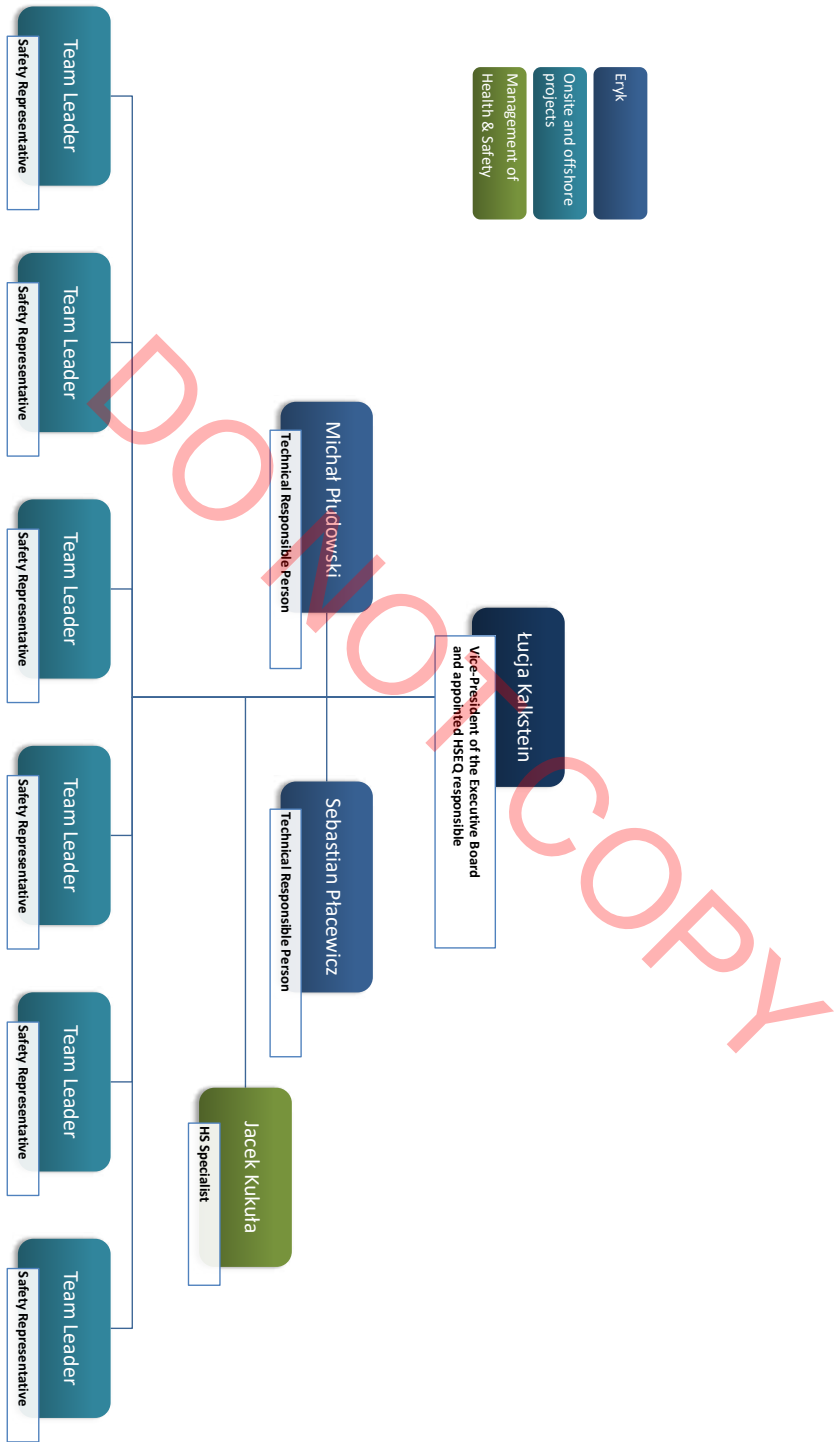 Eryk
Onsite and offshore
projects
Management of
Health & Safety
Łucja Kalkstein
Vice-President of the Executive Board
and appointed HSEQ responsible
Michał Płudowski
Technical Responsible Person
Sebastian Płacewicz
Technical Responsible Person
Jacek Kukuła
HS Specialist
Team Leader
Safety Representative
Team Leader
Safety Representative
Team Leader
Safety Representative
Team Leader
Safety Representative
Team Leader
Safety Representative
Team Leader
Safety Representative
DO NOT COPY